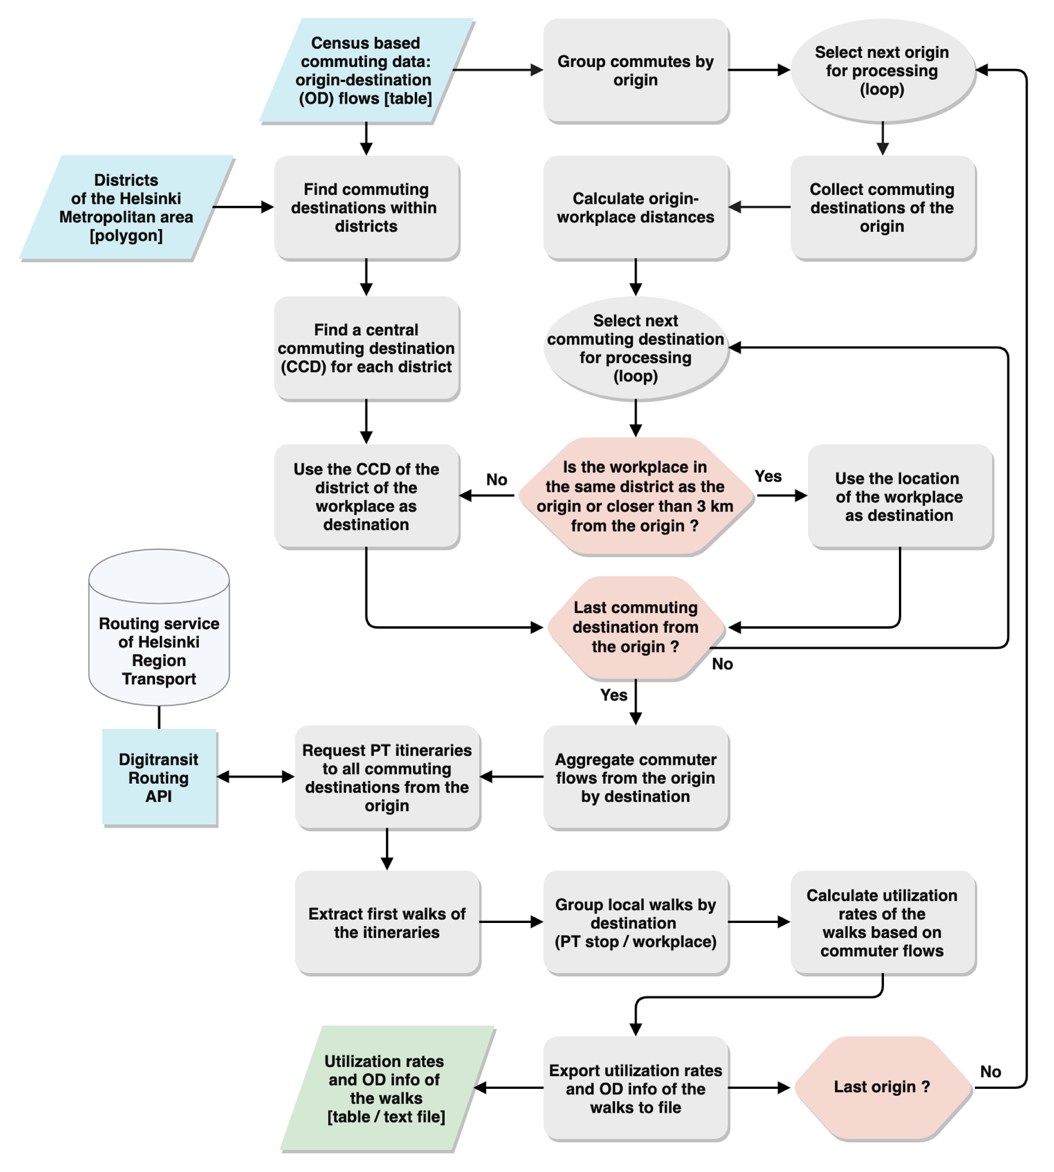 Census based
commuting data:
origin-destination
(OD) flows [table]
Group commutes by
origin
Select next origin
for processing
(loop)
Districts
of the Helsinki
Metropolitan area
[polygon]
Find commuting
destinations within
districts
Calculate origin-
workplace distances
Collect commuting
destinations of the
origin
Find a central
commuting destination
(CCD) for each district
Select next
commuting destination
for processing
(loop)
Use the CCD of the
district of the
workplace as
destination
No
Is the workplace in
the same district as the
origin or closer than 3 km
from the origin ?
Yes
Use the location
of the workplace
as destination
Routing service
of Helsinki
Region
Transport
Last commuting
destination from
the origin ?
No
Yes
Digitransit
Routing
API
Request PT itineraries
to all commuting
destinations from the
origin
Aggregate commuter
flows from the origin
by destination
Extract first walks of
the itineraries
Group local walks by
destination
(PT stop / workplace)
Calculate utilization
rates of the
walks based on
commuter flows
Utilization rates
and OD info of
the walks
[table / text file]
Export utilization rates
and OD info of the
walks to file
Last origin ?
No